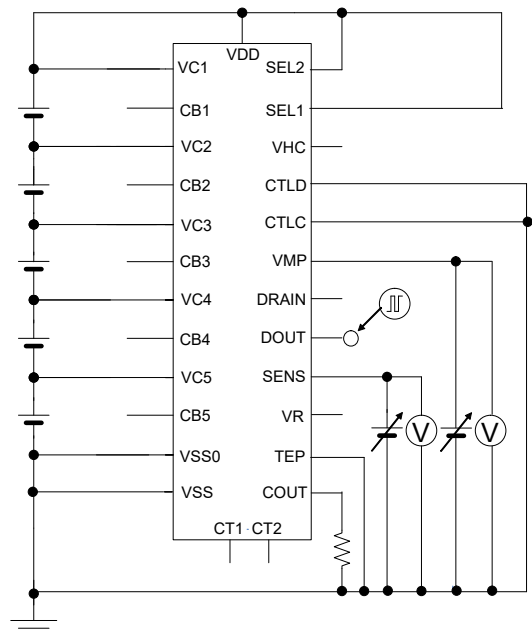 VDD
VC1
CB1
VC2
CB2
VC3
CB3
VC4
CB4
VC5
CB5
VSS0
VSS
SEL2
SEL1
VHC
CTLD
CTLC
VMP
DRAIN
DOUT
SENS
VR
TEP
COUT
V
V
CT1 CT2